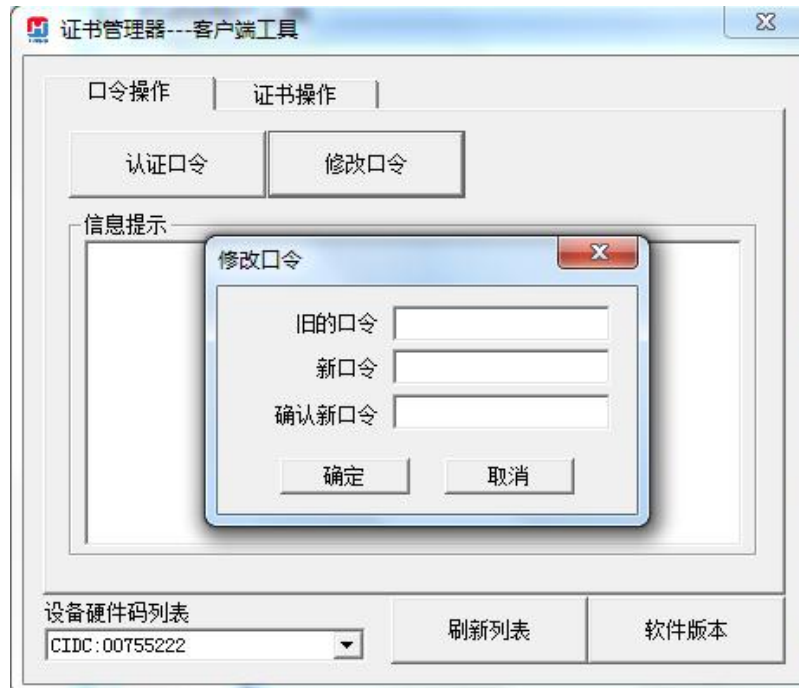 证书管理器---客户端工具
口令操作
证书操作
认证口令
修改口令
信息提示
修改口令
旧的口令
新口令
确认新口令
确定
取消
设备硬件码列表
CIDC:00755222
刷新列表
软件版本